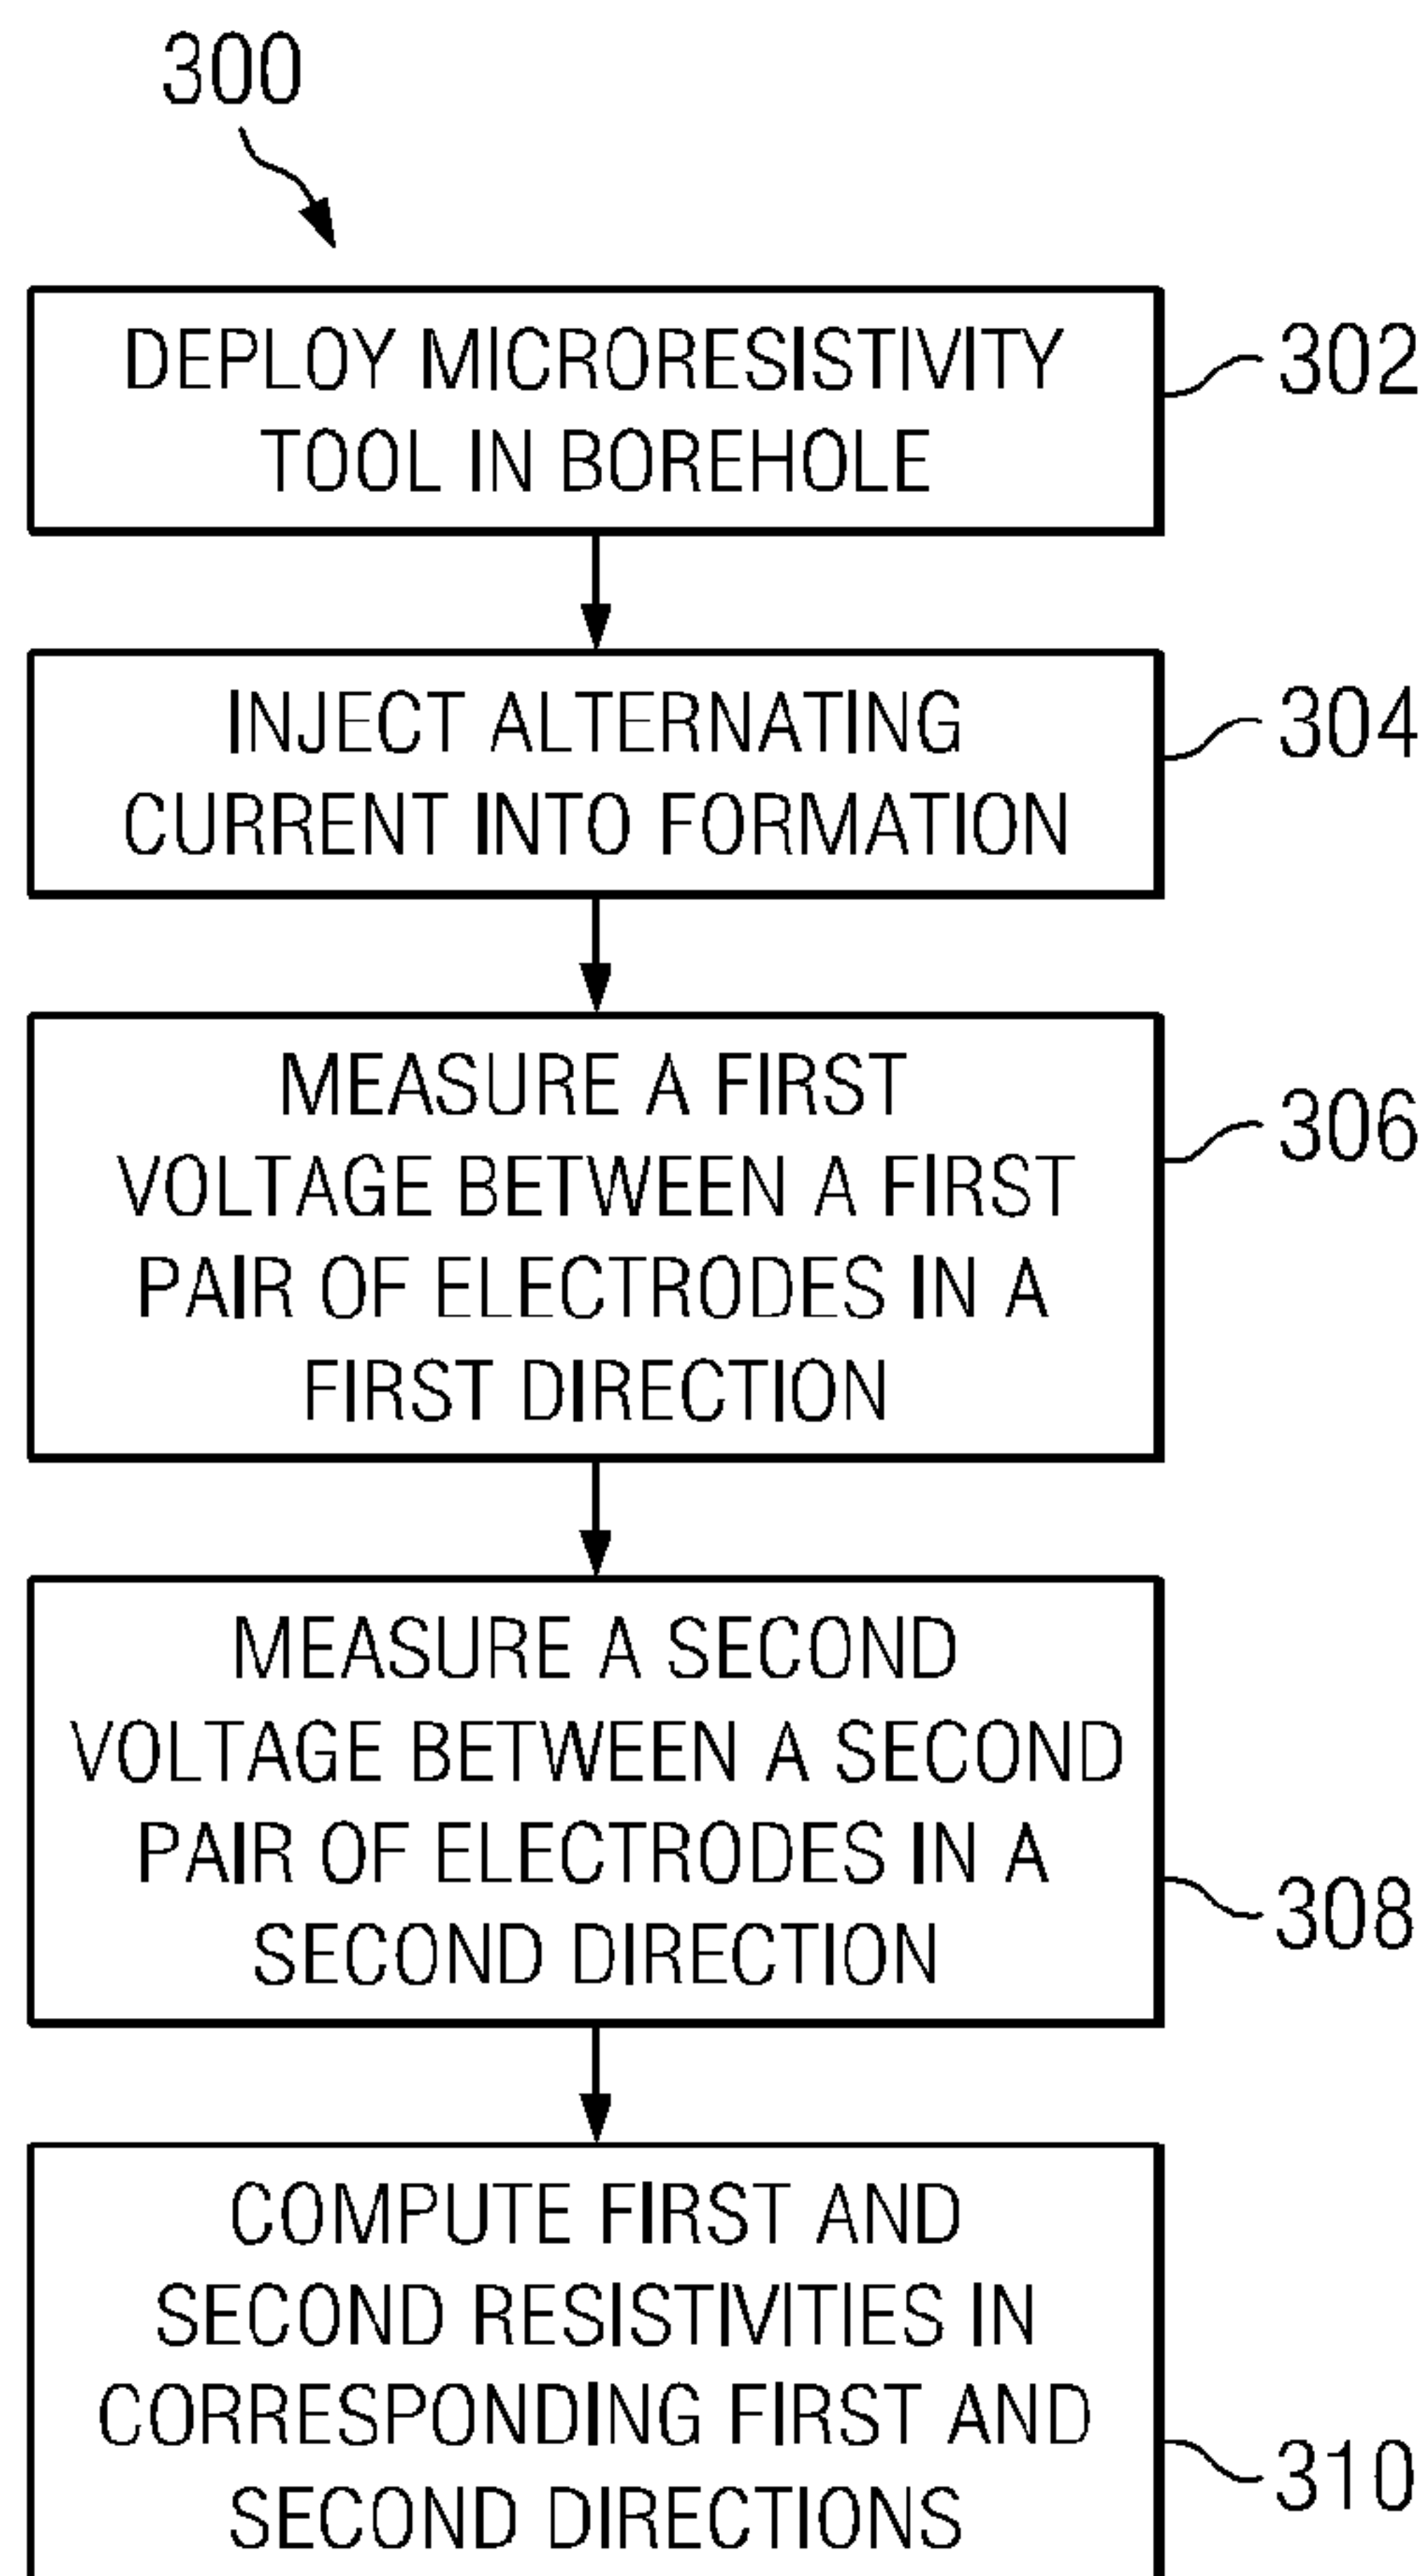 300
DEPLOY MICRORESISTIVITY
TOOL IN BOREHOLE
302
INJECT ALTERNATING
CURRENT INTO FORMATION
304
MEASURE A FIRST
VOLTAGE BETWEEN A FIRST
PAIR OF ELECTRODES IN A
FIRST DIRECTION
306
MEASURE A SECOND
VOLTAGE BETWEEN A SECOND
PAIR OF ELECTRODES IN A
SECOND DIRECTION
308
COMPUTE FIRST AND
SECOND RESISTIVITIES IN
CORRESPONDING FIRST AND
SECOND DIRECTIONS
310